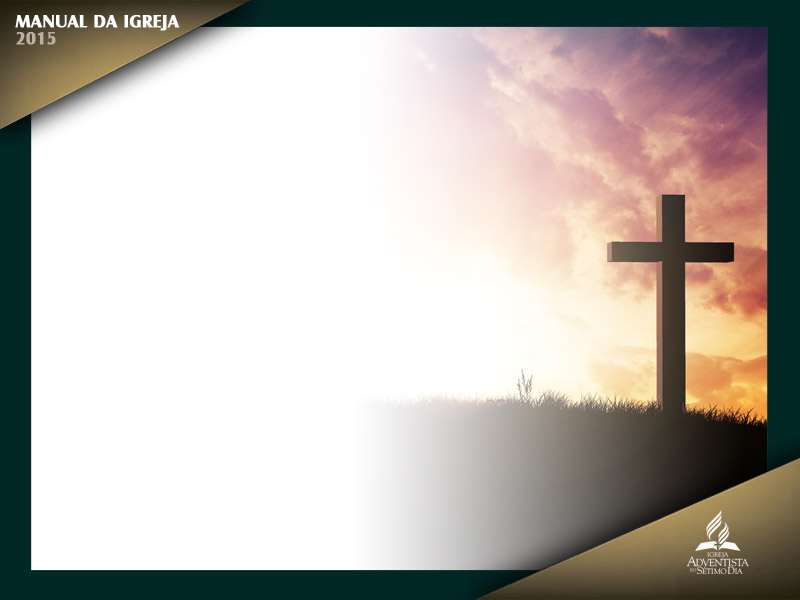 MANUAL DA IGREJA
2015
IGREJA
ADVENTISTA
DO SÉTIMO DIA